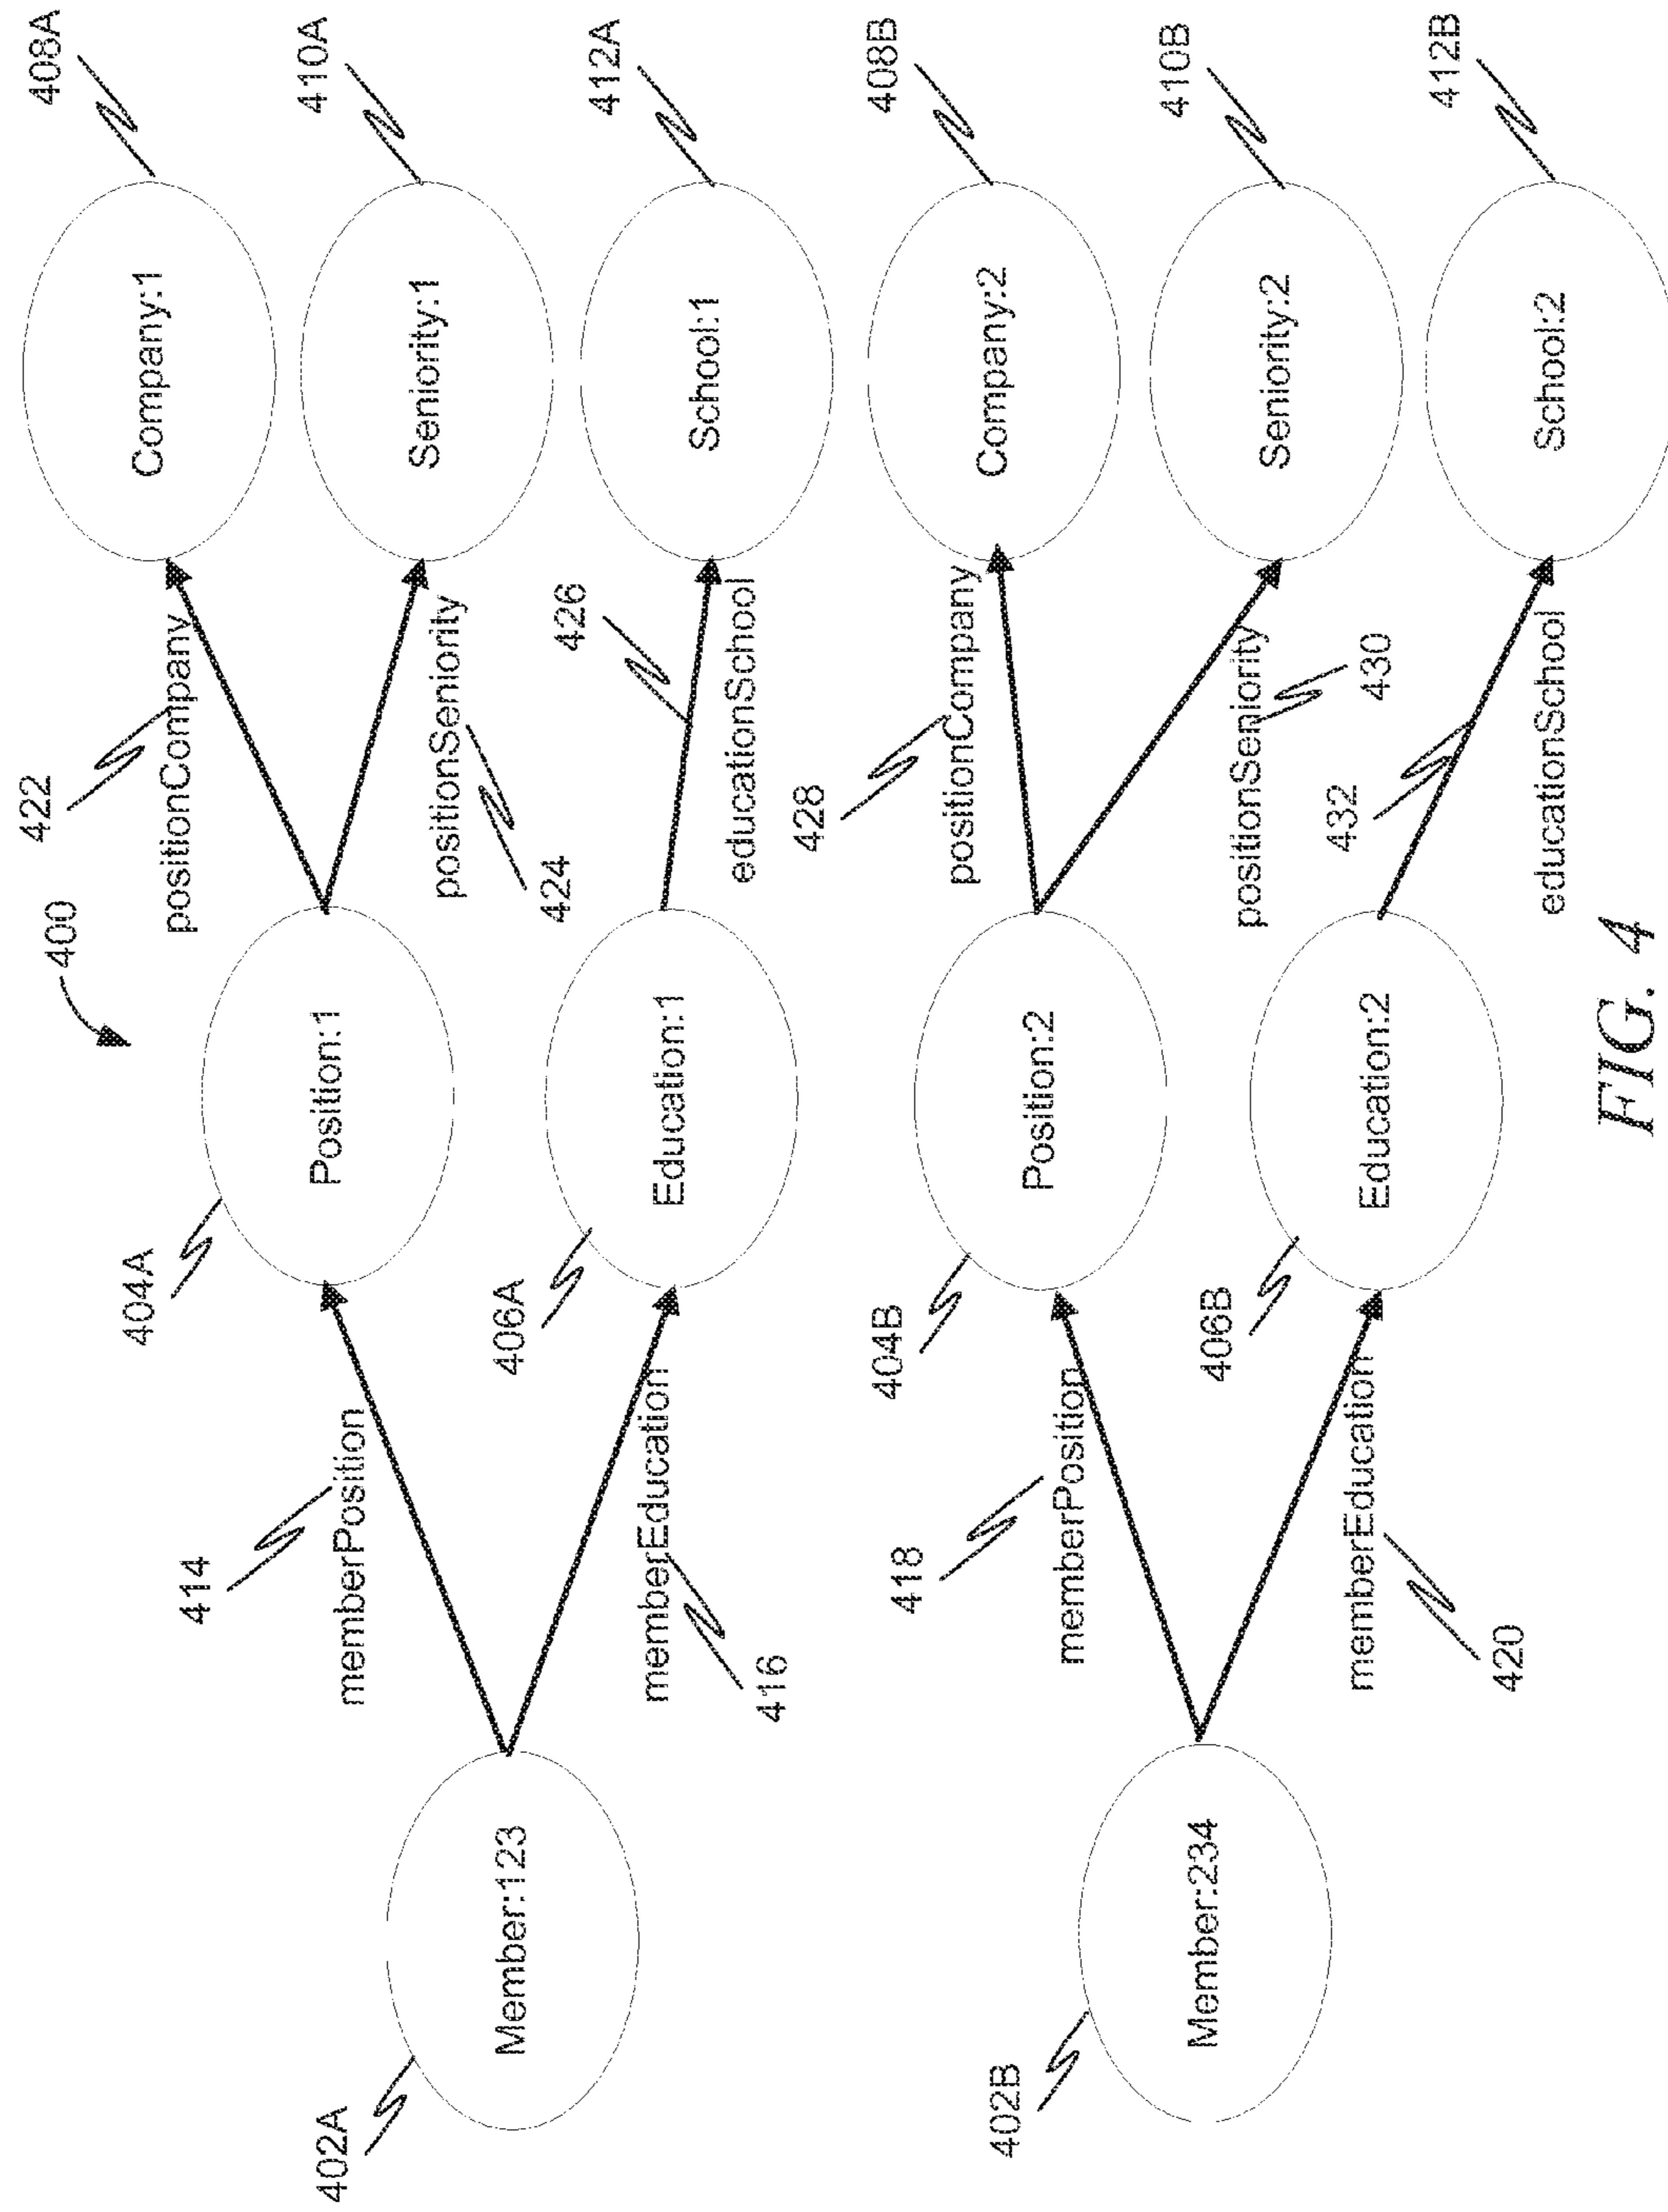 400
402A
Member:123
414
memberPosition
memberEducation
416
404A
Position:1
406A
Education:1
422
positionCompany
positionSeniority
424
426
educationSchool
408A
Company:1
410A
Seniority:1
412A
School:1
402B
Member:234
418
memberPosition
memberEducation
420
404B
Position:2
406B
Education:2
428
positionCompany
positionSeniority
430
432
educationSchool
408B
Company:2
410B
Seniority:2
412B
School:2
FIG. 4